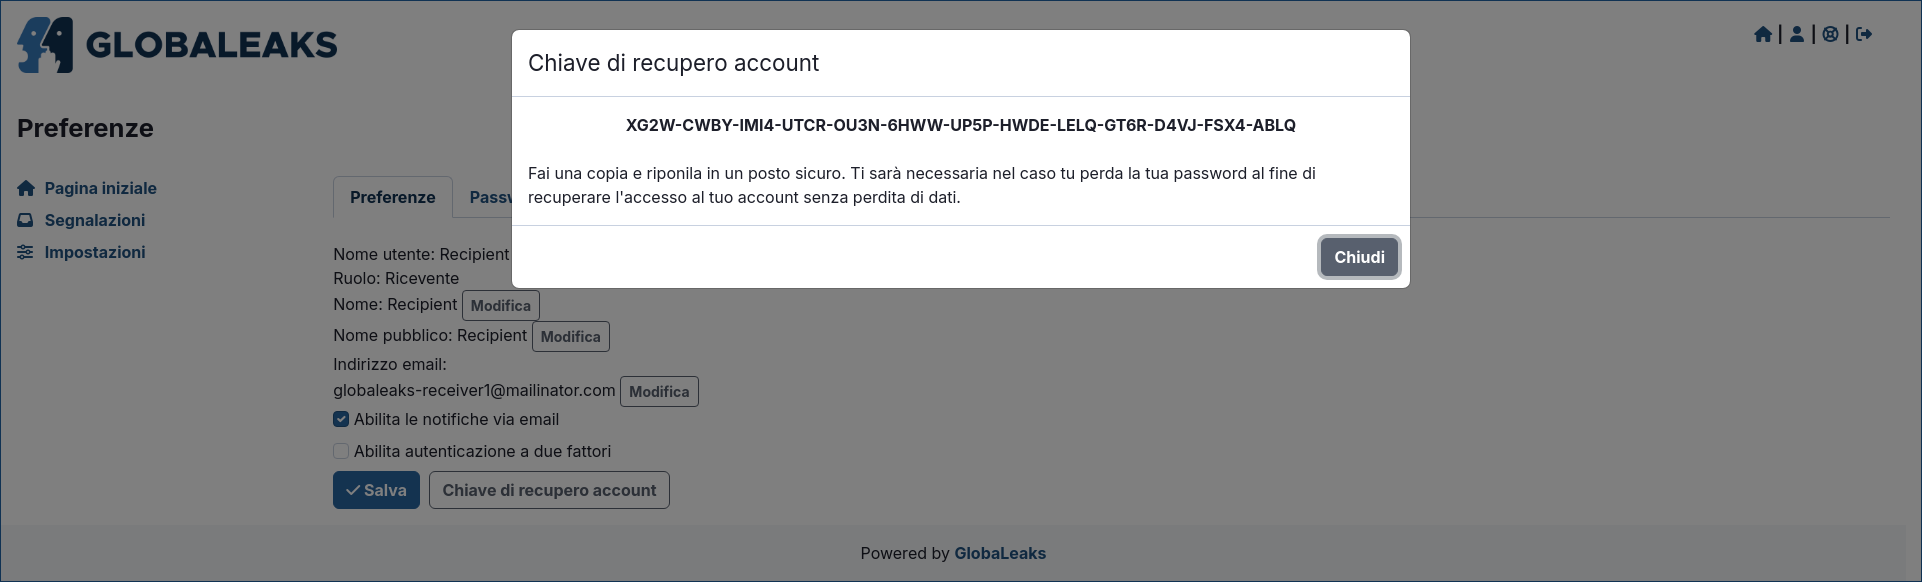 GLOBALEAKS
| | |
Preferenze
Pagina iniziale
Segnalazioni
Impostazioni
Chiave di recupero account
XG2W-CWBY-IMI4-UTCR-OU3N-6HWW-UP5P-HWDE-LELQ-GT6R-D4VJ-FSX4-ABLQ
Fai una copia e riponila in un posto sicuro. Ti sarà necessaria nel caso tu perda la tua password al fine di
recuperare l'accesso al tuo account senza perdita di dati.
Chiudi
Preferenze
Nome utente: Recipient
Ruolo: Ricevente
Nome: Recipient Modifica
Nome pubblico: Recipient Modifica
Indirizzo email:
globaleaks-receiver1@mailinator.com Modifica
Abilita le notifiche via email
Abilita autenticazione a due fattori
Salva Chiave di recupero account
Powered by GlobaLeaks